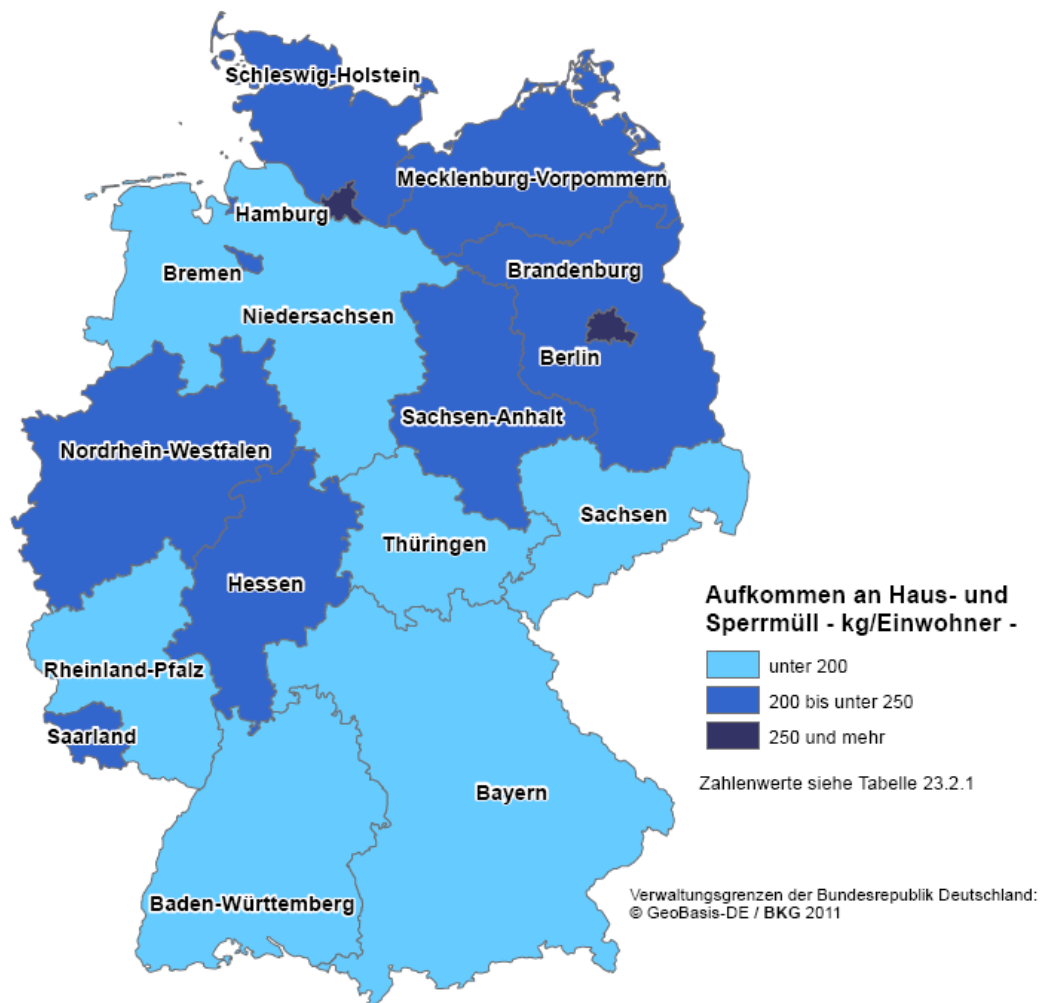 Schleswig-Holstein
Mecklenburg-Vorpommern
Hamburg
Bremen
Brandenburg
Niedersachsen
Berlin
Sachsen-Anhalt
Nordrhein-Westfalen
Sachsen
Thüringen
Hessen
Aufkommen an Haus- und
Sperrmüll - kg/Einwohner -
unter 200
200 bis unter 250
250 und mehr
Rheinland-Pfalz
Saarland
Zahlenwerte siehe Tabelle 23.2.1
Bayern
Baden-Württemberg
Verwaltungsgrenzen der Bundesrepublik Deutschland:
© GeoBasis-DE / BKG 2011